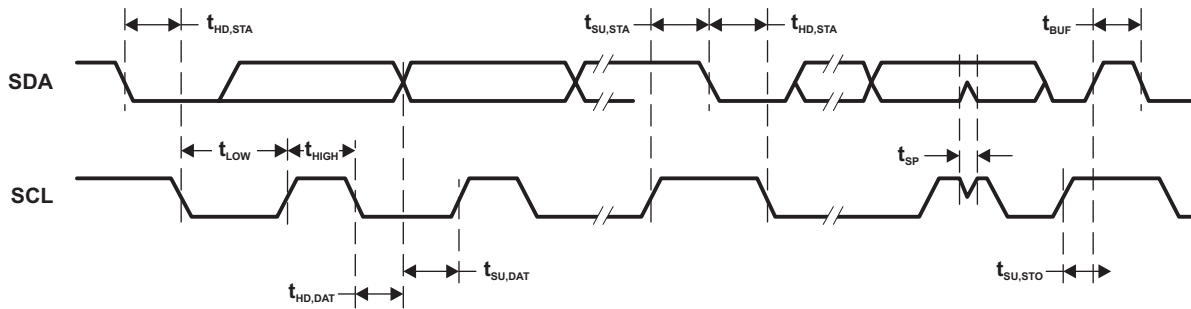 tHD,STA
tSU,STA
tHD,STA
tBUF
SDA
tLOW
tHIGH
tSP
SCL
tSU,DAT
tSU,STO
tHD,DAT